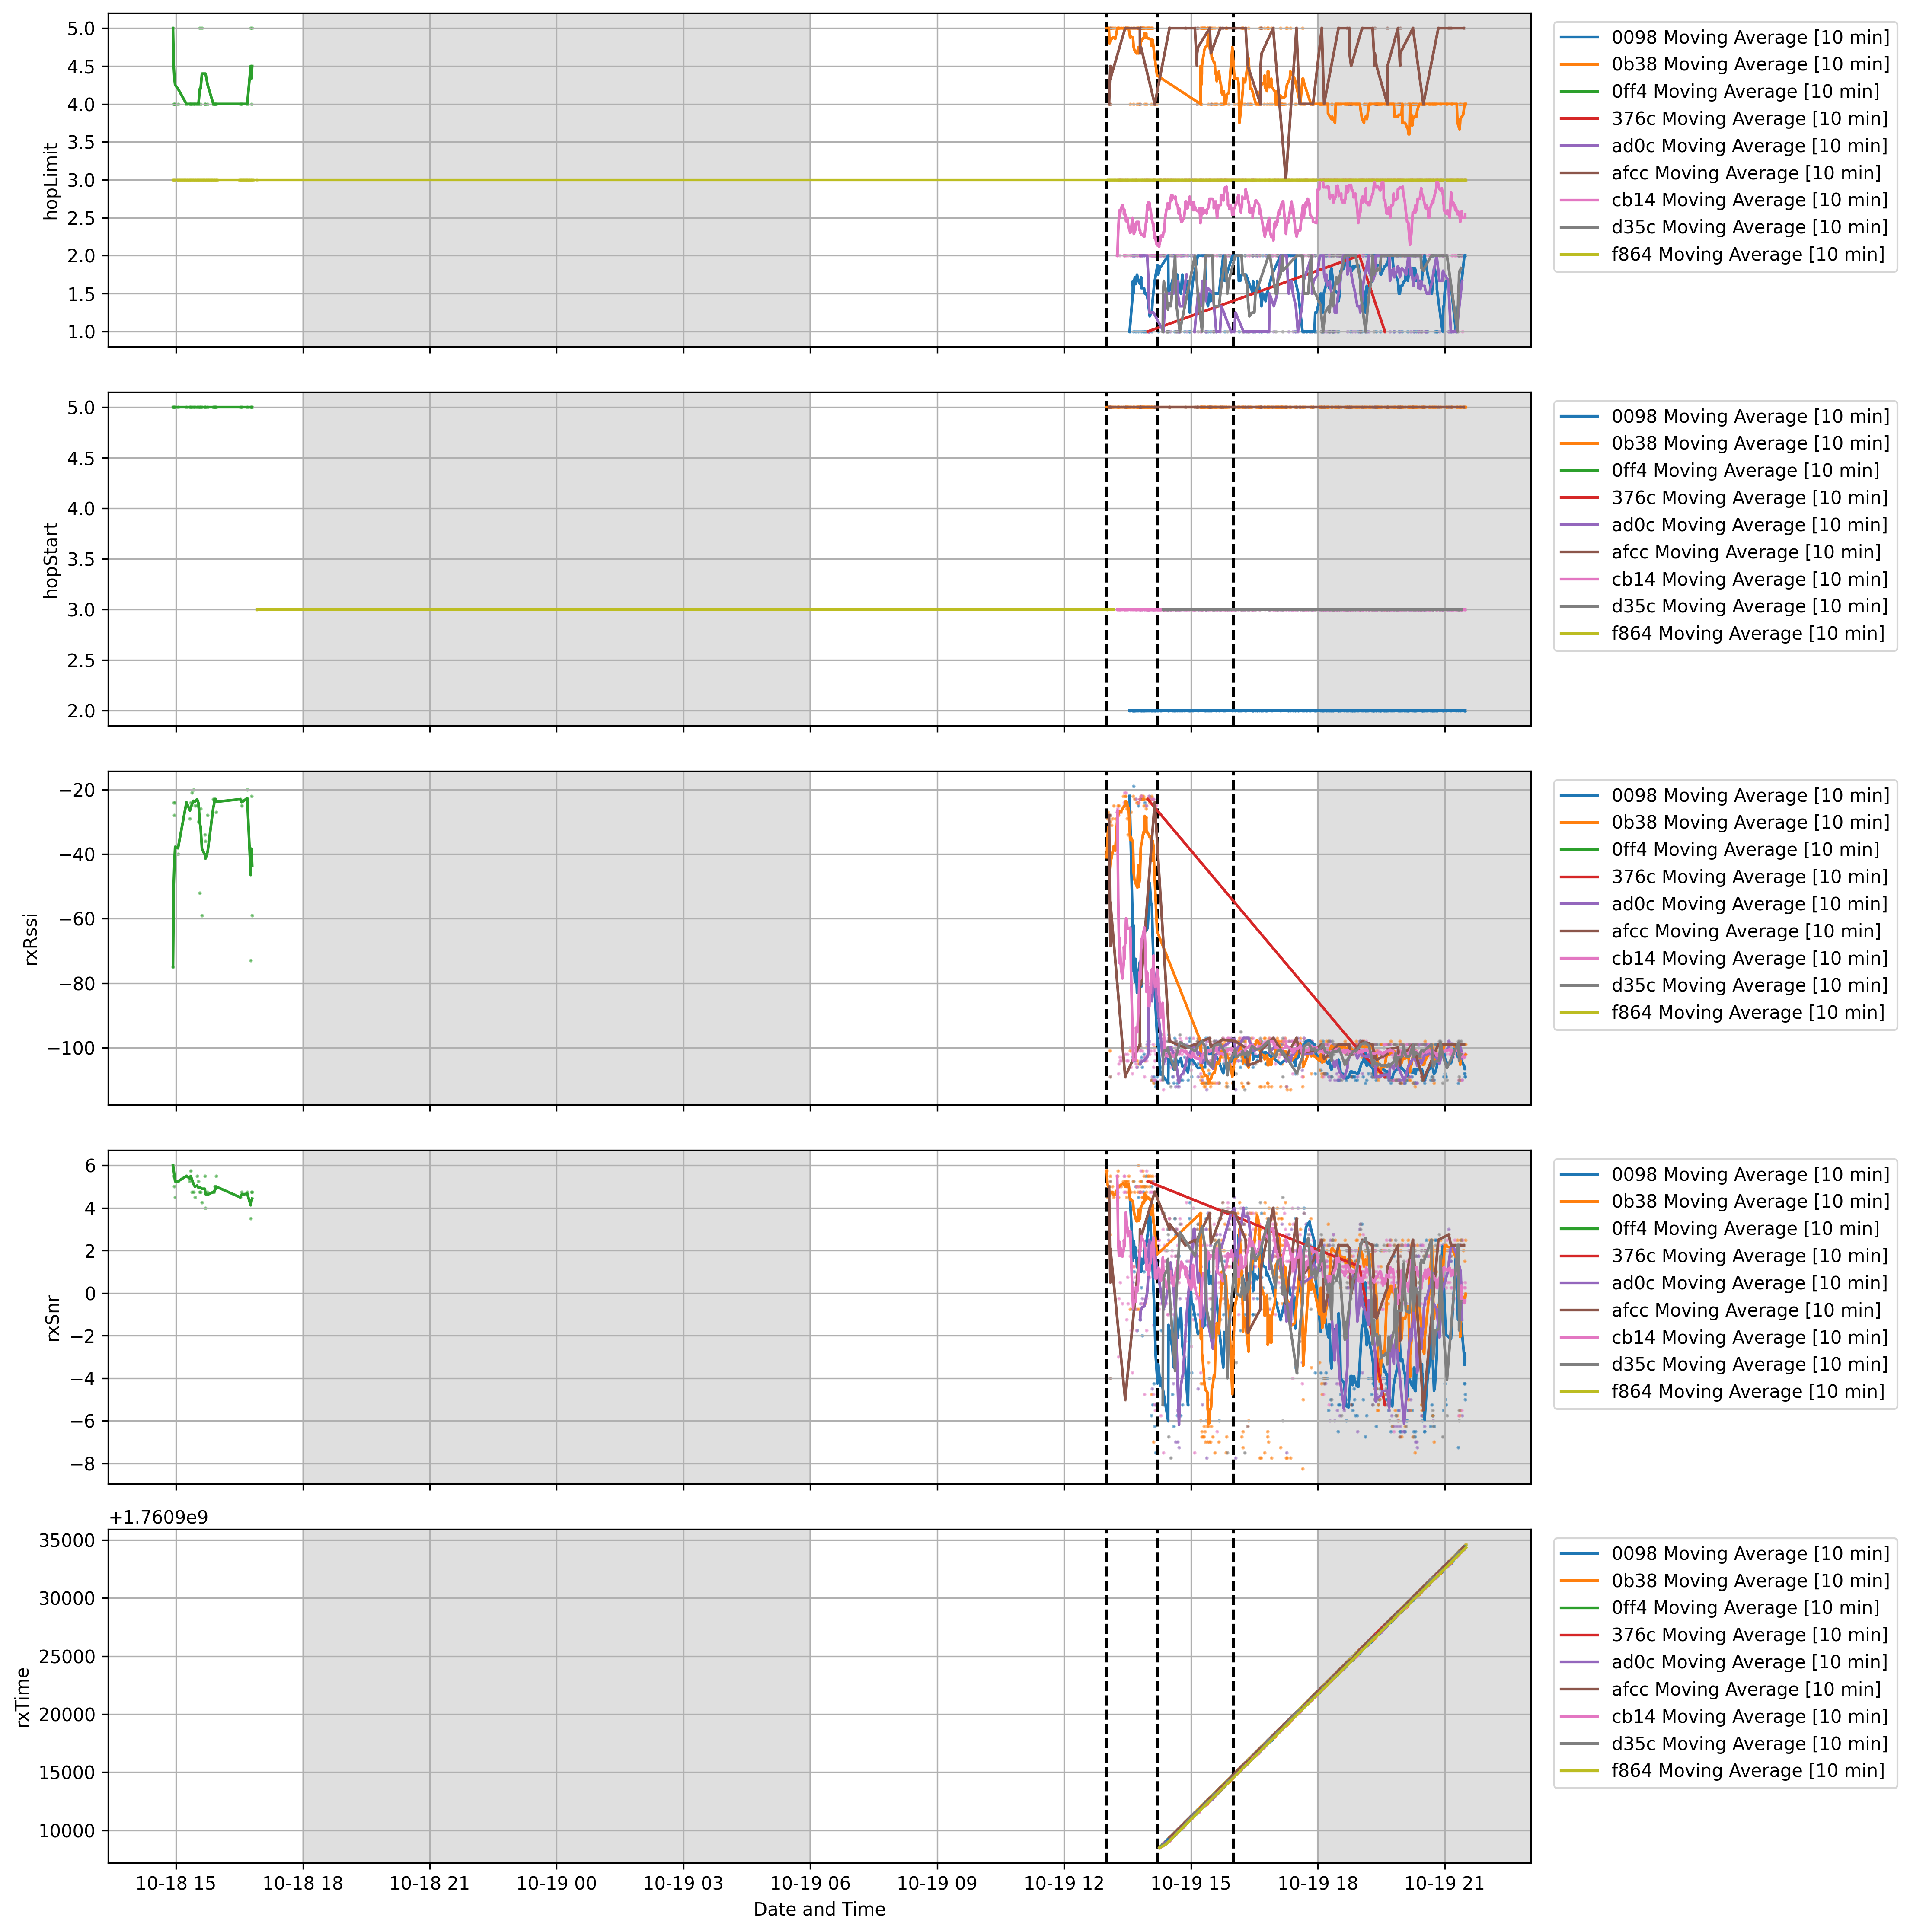 5.0
4.5
4.0
3.5
3.0
2.5
2.0
1.5
1.0
hopLimit
0098 Moving Average [10 min]
0b38 Moving Average [10 min]
0ff4 Moving Average [10 min]
376c Moving Average [10 min]
ad0c Moving Average [10 min]
afcc Moving Average [10 min]
cb14 Moving Average [10 min]
d35c Moving Average [10 min]
f864 Moving Average [10 min]
5.0
4.5
4.0
3.5
3.0
2.5
2.0
hopStart
0098 Moving Average [10 min]
0b38 Moving Average [10 min]
0ff4 Moving Average [10 min]
376c Moving Average [10 min]
ad0c Moving Average [10 min]
afcc Moving Average [10 min]
cb14 Moving Average [10 min]
d35c Moving Average [10 min]
f864 Moving Average [10 min]
−20
−40
−60
−80
−100
rxRssi
0098 Moving Average [10 min]
0b38 Moving Average [10 min]
0ff4 Moving Average [10 min]
376c Moving Average [10 min]
ad0c Moving Average [10 min]
afcc Moving Average [10 min]
cb14 Moving Average [10 min]
d35c Moving Average [10 min]
f864 Moving Average [10 min]
6
4
2
0
−2
−4
−6
−8
rxSnr
0098 Moving Average [10 min]
0b38 Moving Average [10 min]
0ff4 Moving Average [10 min]
376c Moving Average [10 min]
ad0c Moving Average [10 min]
afcc Moving Average [10 min]
cb14 Moving Average [10 min]
d35c Moving Average [10 min]
f864 Moving Average [10 min]
+1.7609e9
35000
30000
25000
20000
15000
10000
rxTime
0098 Moving Average [10 min]
0b38 Moving Average [10 min]
0ff4 Moving Average [10 min]
376c Moving Average [10 min]
ad0c Moving Average [10 min]
afcc Moving Average [10 min]
cb14 Moving Average [10 min]
d35c Moving Average [10 min]
f864 Moving Average [10 min]
10-18 15 10-18 18 10-18 21 10-19 00 10-19 03 10-19 06 10-19 09 10-19 12 10-19 15 10-19 18 10-19 21
Date and Time